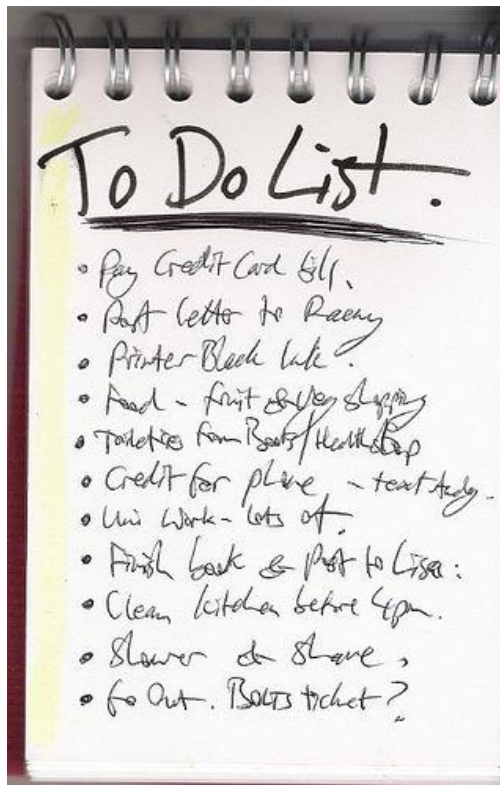 To Do List.
• Pay Credit Card bill.
• Post letter to
• Printer Black Ink.
• Food - fruit & Veg shopping
• Toiletries from Boots/Health Shop
• Credit for phone - text Andy.
• Uni Work - lots of.
• Finish book & Post to Lisa.
• Clean kitchen before 4pm.
• Shower & Shave,
• Go Out. BOLTS ticket?